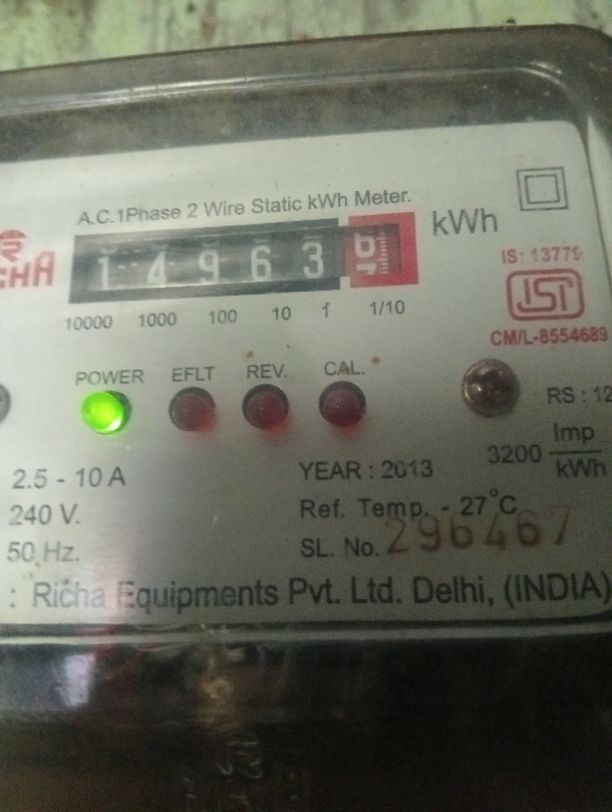 A.C.1Phase 2 Wire Static kWh Meter.
1 4 9 6 3
kWh
10000 1000 100 10 1 1/10
IS: 13779
ISI
CM/L-8554689
POWER EFLT REV. CAL.
RS : 12
3200 Imp/kWh
2.5 - 10 A
240 V.
50 Hz.
YEAR : 2013
Ref. Temp. - 27°C
SL. No. 296467
: Richa Equipments Pvt. Ltd. Delhi, (INDIA)